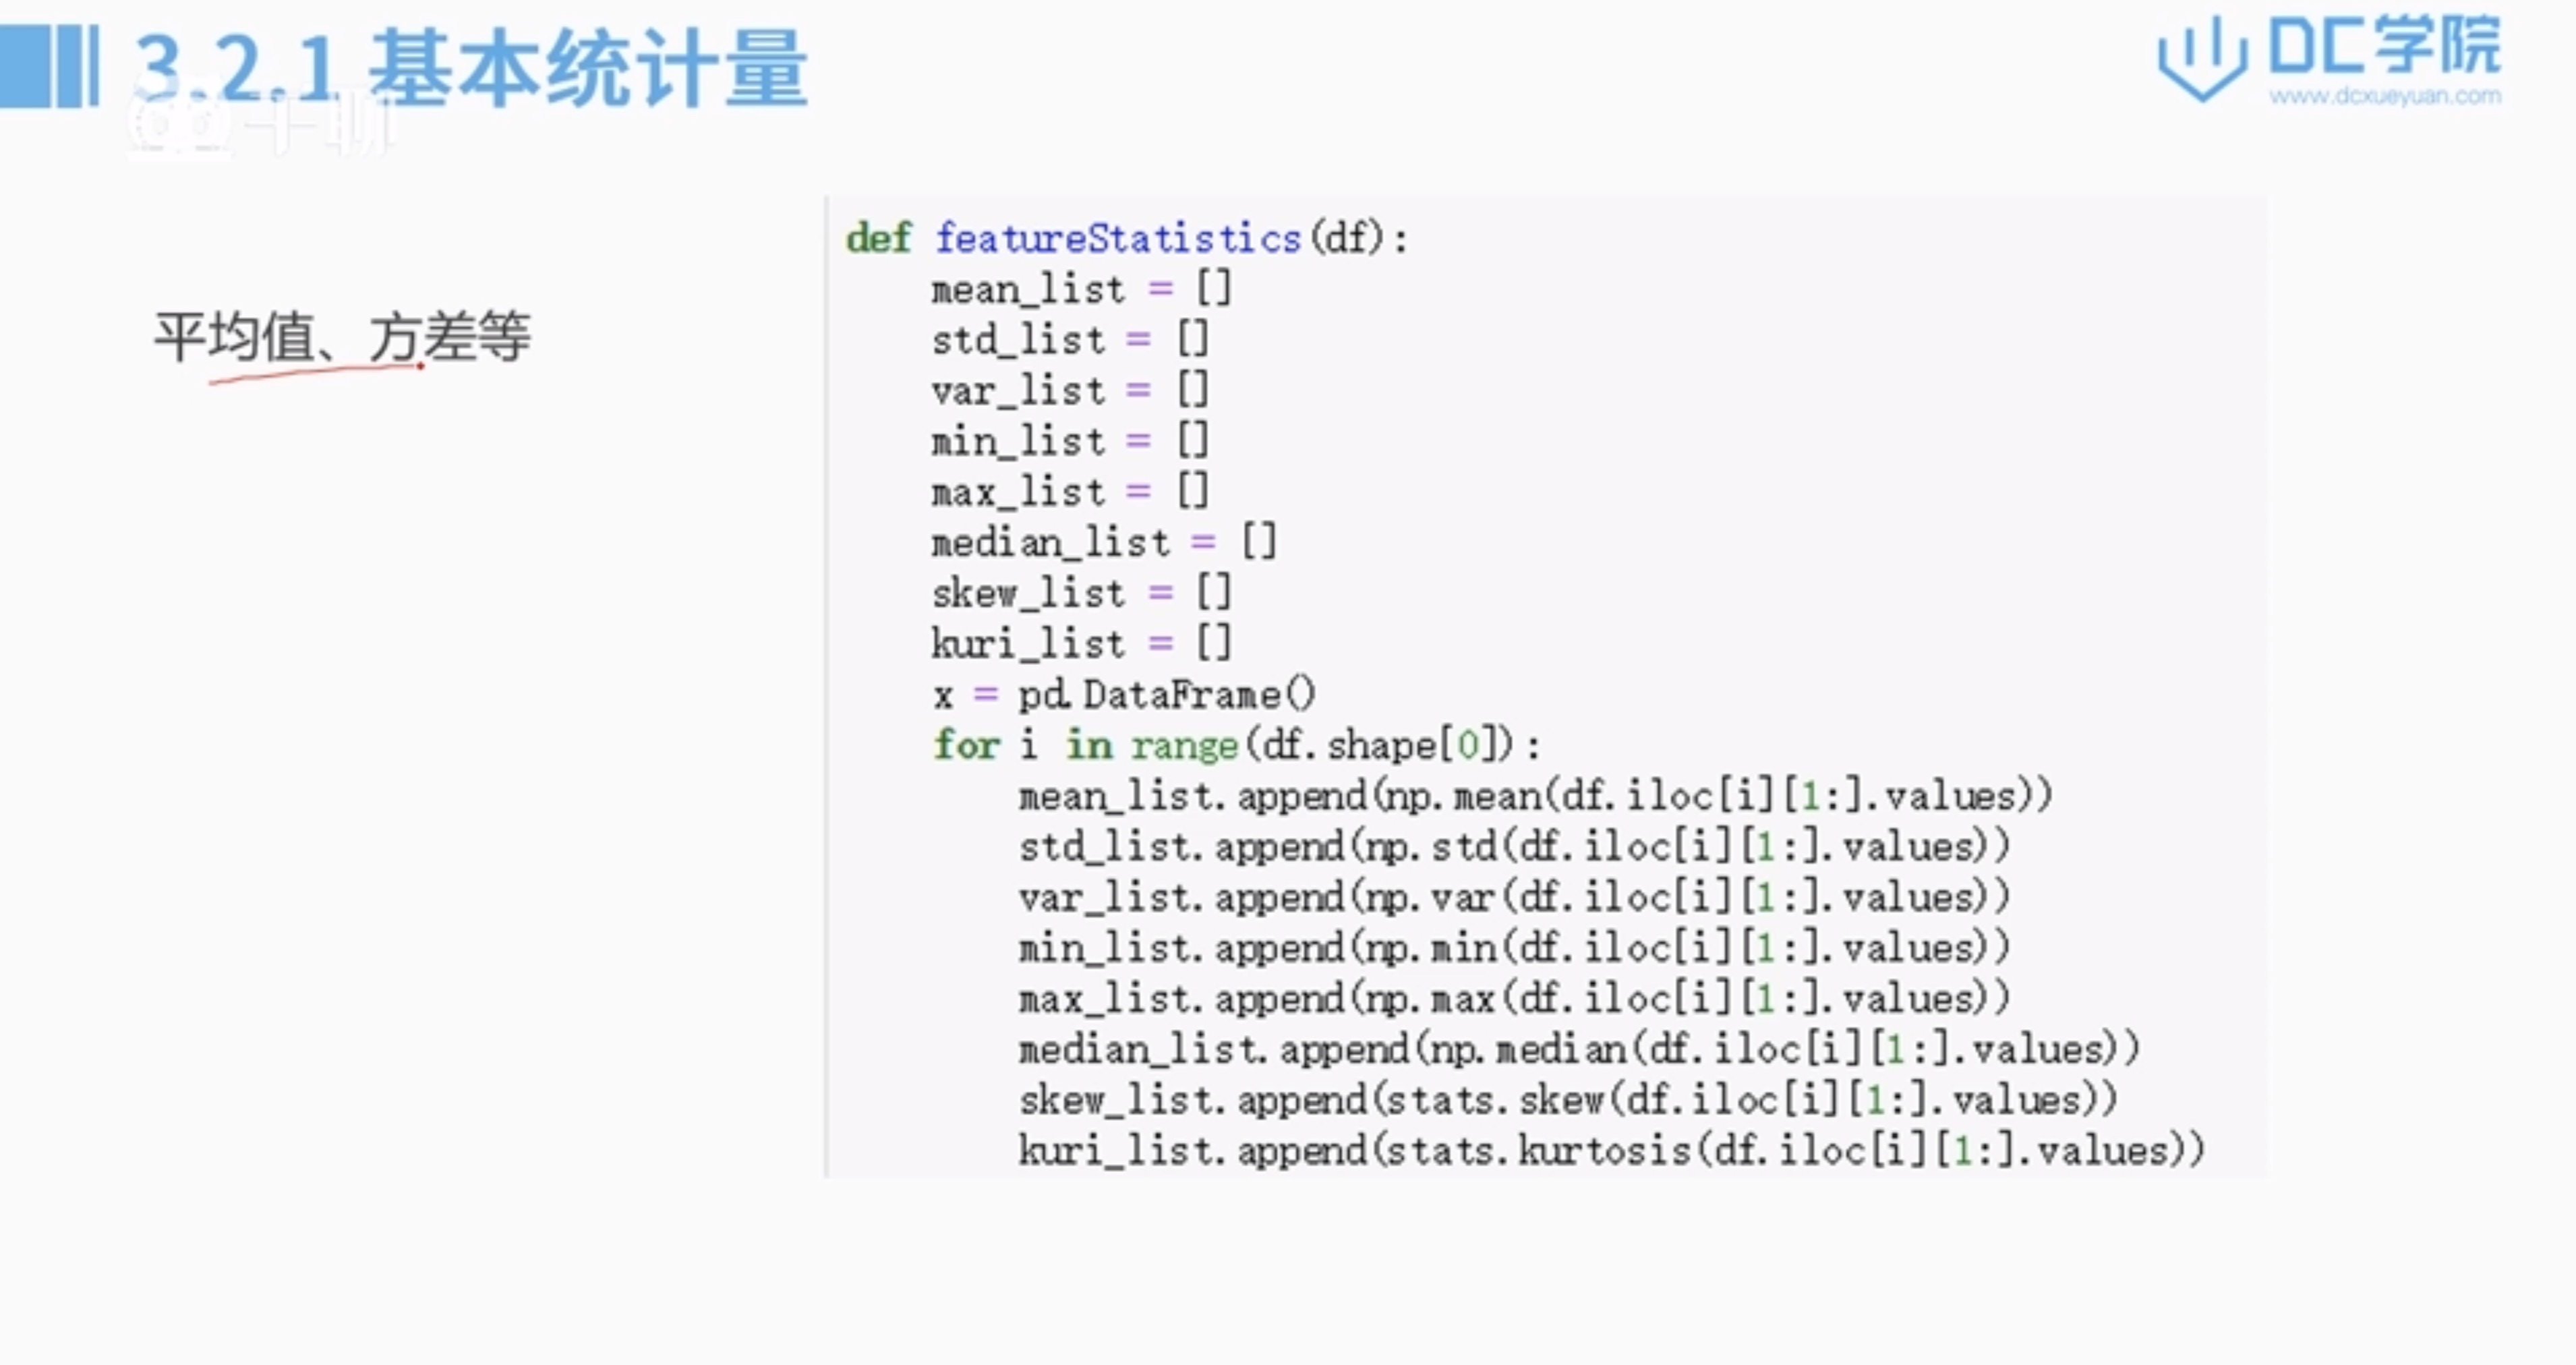 3.2.1 基本统计量
千聊
DC学院
www.dcxueyuan.com
平均值、方差等
def featureStatistics(df):
    mean_list = []
    std_list = []
    var_list = []
    min_list = []
    max_list = []
    median_list = []
    skew_list = []
    kuri_list = []
    x = pd.DataFrame()
    for i in range(df.shape[0]):
        mean_list.append(np.mean(df.iloc[i][1:].values))
        std_list.append(np.std(df.iloc[i][1:].values))
        var_list.append(np.var(df.iloc[i][1:].values))
        min_list.append(np.min(df.iloc[i][1:].values))
        max_list.append(np.max(df.iloc[i][1:].values))
        median_list.append(np.median(df.iloc[i][1:].values))
        skew_list.append(stats.skew(df.iloc[i][1:].values))
        kuri_list.append(stats.kurtosis(df.iloc[i][1:].values))